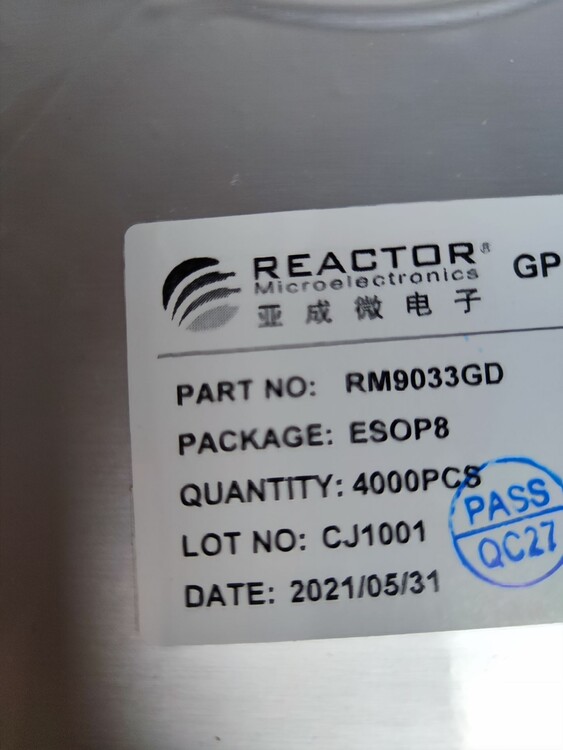 REACTOR®
GP
Microelectronics
亚成微电子
PART NO: RM9033GD
PACKAGE: ESOP8
QUANTITY: 4000PCS
PASS
LOT NO: CJ1001
QC27
DATE: 2021/05/31